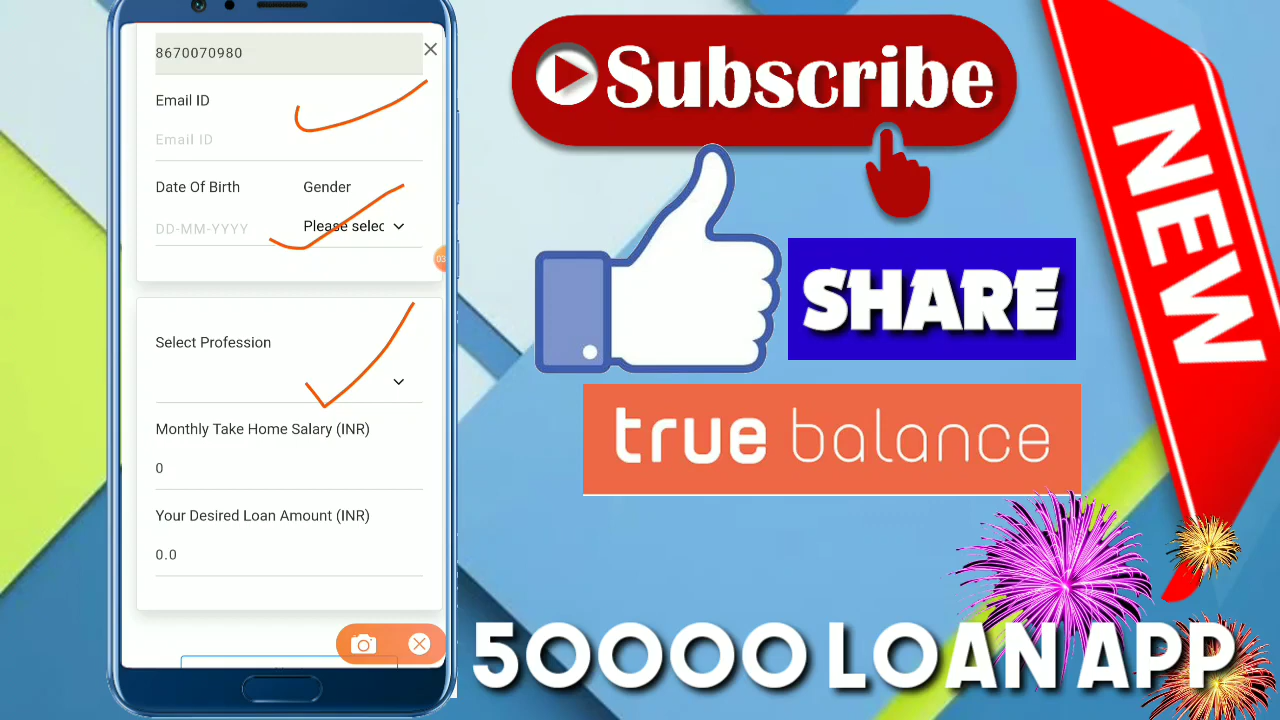 8670070980
Email ID
Email ID
Date Of Birth Gender
DD-MM-YYYY Please selec
03
Select Profession
Monthly Take Home Salary (INR)
0
Your Desired Loan Amount (INR)
0.0
Subscribe
SHARE
true balance
NEW
50000 LOAN APP